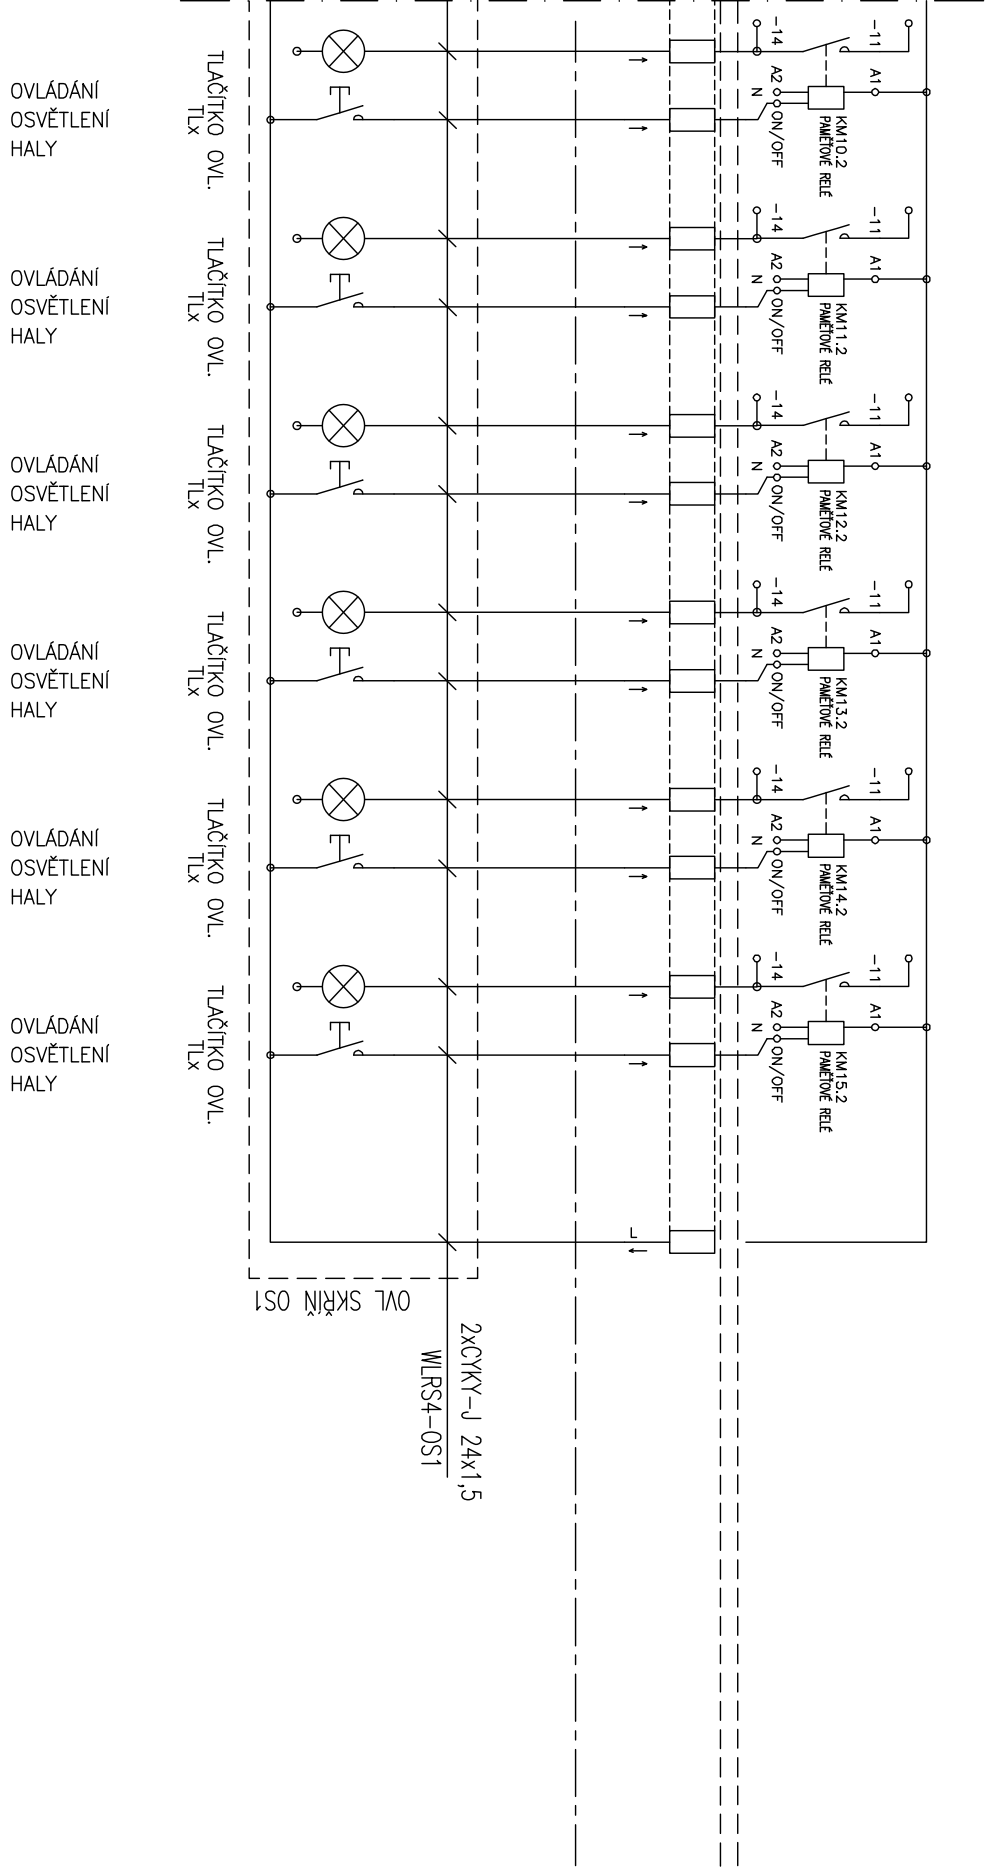 -14
-11
A2
A1
N
ON/OFF
KM10.2
PAMĚŤOVÉ RELÉ
TLAČÍTKO OVL.
TLx
OVLÁDÁNÍ
OSVĚTLENÍ
HALY
-14
-11
A2
A1
N
ON/OFF
KM11.2
PAMĚŤOVÉ RELÉ
TLAČÍTKO OVL.
TLx
OVLÁDÁNÍ
OSVĚTLENÍ
HALY
-14
-11
A2
A1
N
ON/OFF
KM12.2
PAMĚŤOVÉ RELÉ
TLAČÍTKO OVL.
TLx
OVLÁDÁNÍ
OSVĚTLENÍ
HALY
-14
-11
A2
A1
N
ON/OFF
KM13.2
PAMĚŤOVÉ RELÉ
TLAČÍTKO OVL.
TLx
OVLÁDÁNÍ
OSVĚTLENÍ
HALY
-14
-11
A2
A1
N
ON/OFF
KM14.2
PAMĚŤOVÉ RELÉ
TLAČÍTKO OVL.
TLx
OVLÁDÁNÍ
OSVĚTLENÍ
HALY
-14
-11
A2
A1
N
ON/OFF
KM15.2
PAMĚŤOVÉ RELÉ
TLAČÍTKO OVL.
TLx
OVLÁDÁNÍ
OSVĚTLENÍ
HALY
L
OVL SKŘÍŇ OS1
2xCYKY-J 24x1,5
WLRS4-OS1